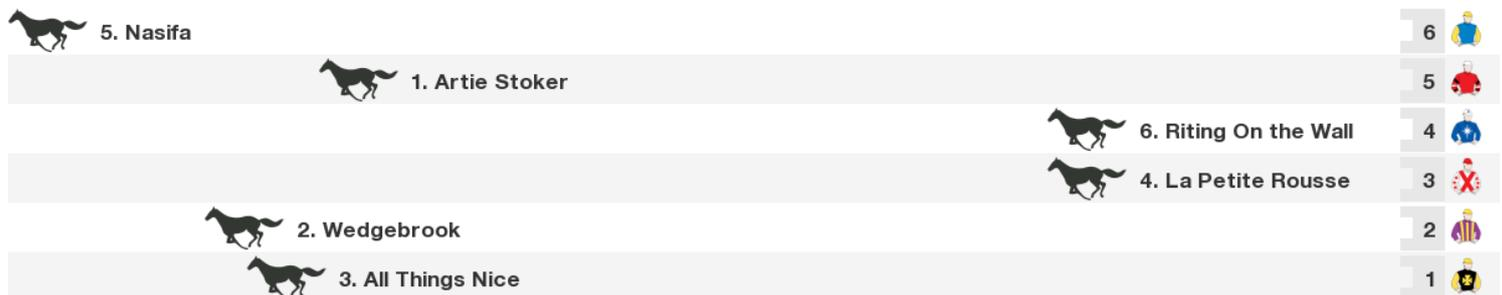 5. Nasifa 6
1. Artie Stoker 5
6. Riting On the Wall 4
4. La Petite Rousse 3
2. Wedgebrook 2
3. All Things Nice 1